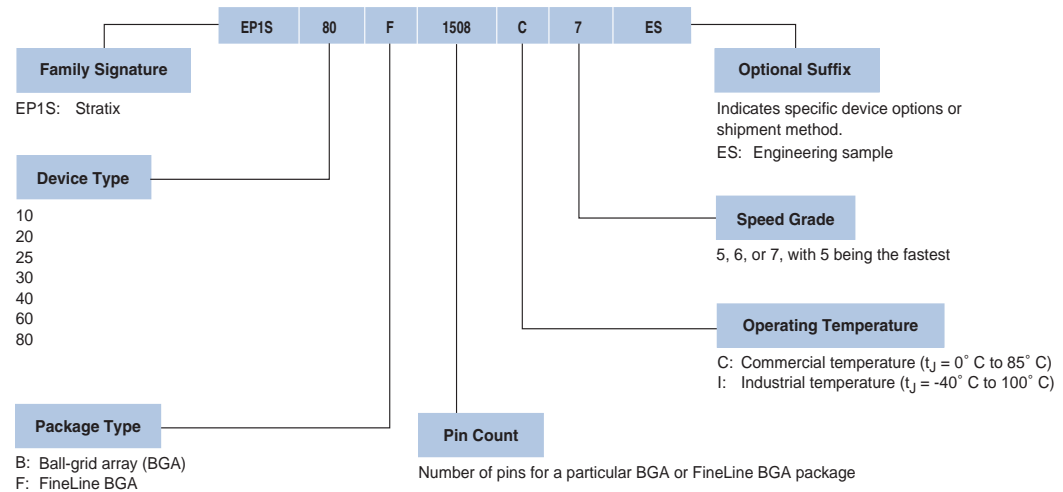 EP1S 80 F 1508 C 7 ES
Family Signature
EP1S: Stratix
Optional Suffix
Indicates specific device options or
shipment method.
ES: Engineering sample
Device Type
10
20
25
30
40
60
80
Speed Grade
5, 6, or 7, with 5 being the fastest
Operating Temperature
C: Commercial temperature (tJ = 0˚ C to 85˚ C)
I: Industrial temperature (tJ = -40˚ C to 100˚ C)
Package Type
B: Ball-grid array (BGA)
F: FineLine BGA
Pin Count
Number of pins for a particular BGA or FineLine BGA package